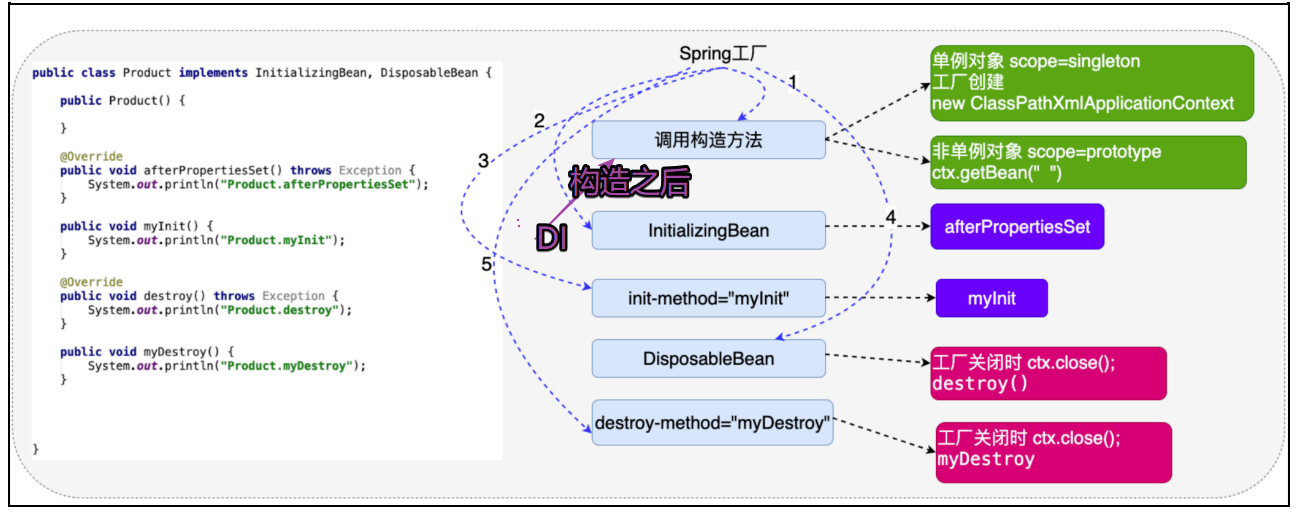 public class Product implements InitializingBean, DisposableBean {
public Product() {
}
@Override
public void afterPropertiesSet() throws Exception {
System.out.println("Product.afterPropertiesSet");
}
public void myInit() {
System.out.println("Product.myInit");
}
@Override
public void destroy() throws Exception {
System.out.println("Product.destroy");
}
public void myDestroy() {
System.out.println("Product.myDestroy");
}
}
Spring工厂
1
2
3
4
5
调用构造方法
构造之后
DI
InitializingBean
init-method="myInit"
DisposableBean
destroy-method="myDestroy"
单例对象 scope=singleton
工厂创建
new ClassPathXmlApplicationContext
非单例对象 scope=prototype
ctx.getBean(" ")
afterPropertiesSet
myInit
工厂关闭时 ctx.close();
destroy()
工厂关闭时 ctx.close();
myDestroy